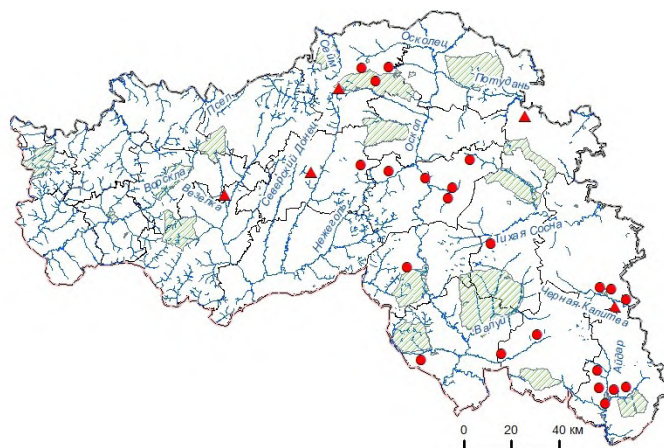 Сейм
Осколец
Потудань
Псел
Оскол
Северский Донец
Ворскла
Везелка
Нежеголь
Тихая Сосна
Черная Калитва
Валуй
Айдар
0 20 40 км